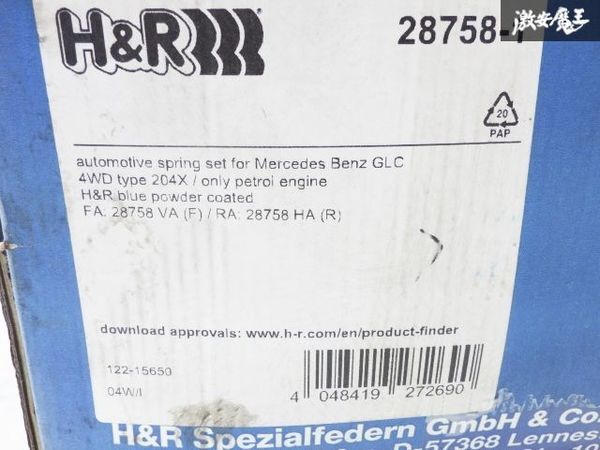 激安魔王
H&R
28758-1
20
PAP
automotive spring set for Mercedes Benz GLC
4WD type 204X / only petrol engine
H&R blue powder coated
FA: 28758 VA (F) / RA: 28758 HA (R)
download approvals: www.h-r.com/en/product-finder
122-15650
04W/I
4 048419 272690
H&R Spezialfedern GmbH & Co.
D-57368 Lennest